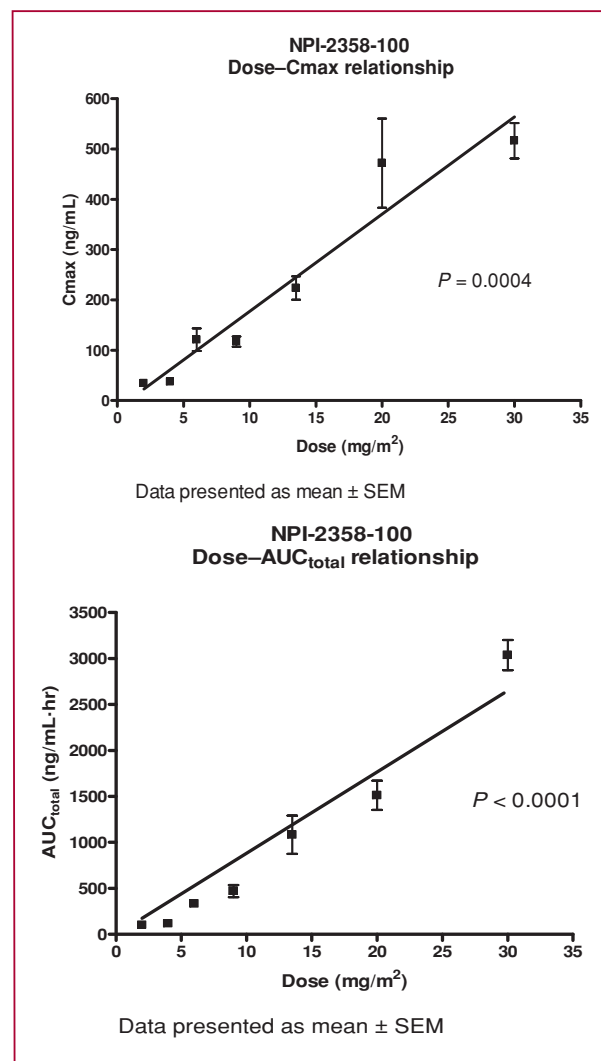 NPI-2358-100
Dose–Cmax relationship
600
500
400
300
200
100
0
Cmax (ng/mL)
P = 0.0004
0 5 10 15 20 25 30 35
Dose (mg/m²)
Data presented as mean ± SEM
NPI-2358-100
Dose–AUCtotal relationship
3500
3000
2500
2000
1500
1000
500
0
AUCtotal (ng/mL·hr)
P < 0.0001
0 5 10 15 20 25 30 35
Dose (mg/m²)
Data presented as mean ± SEM